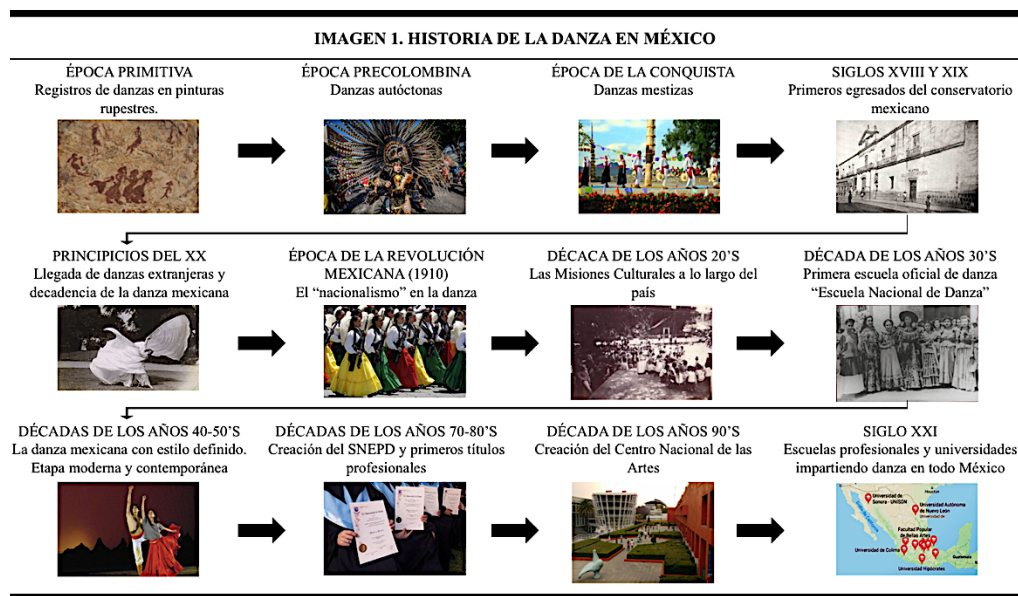 IMAGEN 1. HISTORIA DE LA DANZA EN MÉXICO
ÉPOCA PRIMITIVA
Registros de danzas en pinturas
rupestres.
ÉPOCA PRECOLOMBINA
Danzas autóctonas
ÉPOCA DE LA CONQUISTA
Danzas mestizas
SIGLOS XVIII Y XIX
Primeros egresados del conservatorio
mexicano
PRINCIPICIOS DEL XX
Llegada de danzas extranjeras y
decadencia de la danza mexicana
ÉPOCA DE LA REVOLUCIÓN
MEXICANA (1910)
El “nacionalismo” en la danza
DÉCACA DE LOS AÑOS 20’S
Las Misiones Culturales a lo largo del
país
DÉCADA DE LOS AÑOS 30’S
Primera escuela oficial de danza
“Escuela Nacional de Danza”
DÉCADAS DE LOS AÑOS 40-50’S
La danza mexicana con estilo definido.
Etapa moderna y contemporánea
DÉCADAS DE LOS AÑOS 70-80’S
Creación del SNEPD y primeros títulos
profesionales
DÉCADA DE LOS AÑOS 90’S
Creación del Centro Nacional de las
Artes
SIGLO XXI
Escuelas profesionales y universidades
impartiendo danza en todo México
Houston
Universidad de
Sonora - UNISON
Universidad Autónoma
de Nuevo León
Universidad de
Facultad Popular
de Bellas Artes
Universidad de Colima
Guatemala
Universidad Hipócrates